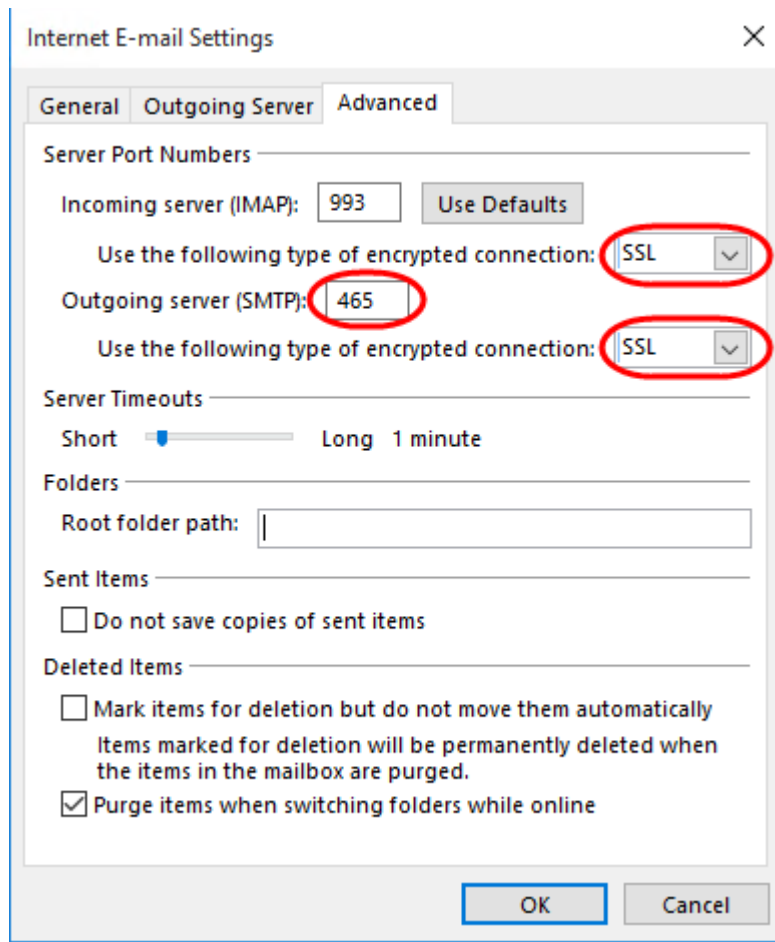 Internet E-mail Settings
General Outgoing Server Advanced
Server Port Numbers
Incoming server (IMAP): 993 Use Defaults
Use the following type of encrypted connection: SSL
Outgoing server (SMTP): 465
Use the following type of encrypted connection: SSL
Server Timeouts
Short Long 1 minute
Folders
Root folder path:
Sent Items
Do not save copies of sent items
Deleted Items
Mark items for deletion but do not move them automatically
Items marked for deletion will be permanently deleted when
the items in the mailbox are purged.
Purge items when switching folders while online
OK Cancel